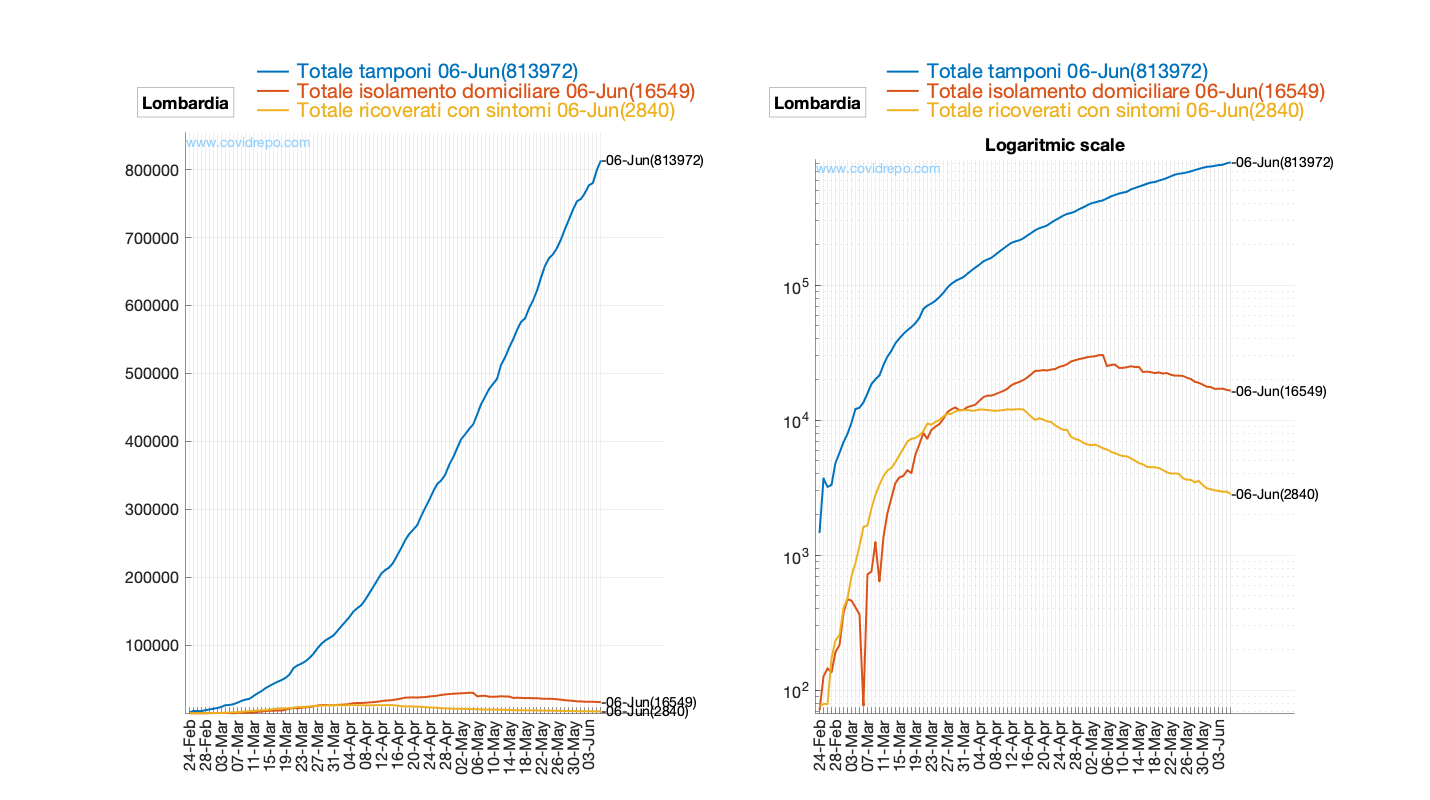 Totale tamponi 06-Jun(813972)
Totale isolamento domiciliare 06-Jun(16549)
Totale ricoverati con sintomi 06-Jun(2840)
Lombardia
www.covidrepo.com
800000
700000
600000
500000
400000
300000
200000
100000
06-Jun(813972)
06-Jun(16549)
06-Jun(2840)
24-Feb
28-Feb
03-Mar
07-Mar
11-Mar
15-Mar
19-Mar
23-Mar
27-Mar
31-Mar
04-Apr
08-Apr
12-Apr
16-Apr
20-Apr
24-Apr
28-Apr
02-May
06-May
10-May
14-May
18-May
22-May
26-May
30-May
03-Jun
Totale tamponi 06-Jun(813972)
Totale isolamento domiciliare 06-Jun(16549)
Totale ricoverati con sintomi 06-Jun(2840)
Lombardia
Logaritmic scale
www.covidrepo.com
10^5
10^4
10^3
10^2
06-Jun(813972)
06-Jun(16549)
06-Jun(2840)
24-Feb
28-Feb
03-Mar
07-Mar
11-Mar
15-Mar
19-Mar
23-Mar
27-Mar
31-Mar
04-Apr
08-Apr
12-Apr
16-Apr
20-Apr
24-Apr
28-Apr
02-May
06-May
10-May
14-May
18-May
22-May
26-May
30-May
03-Jun